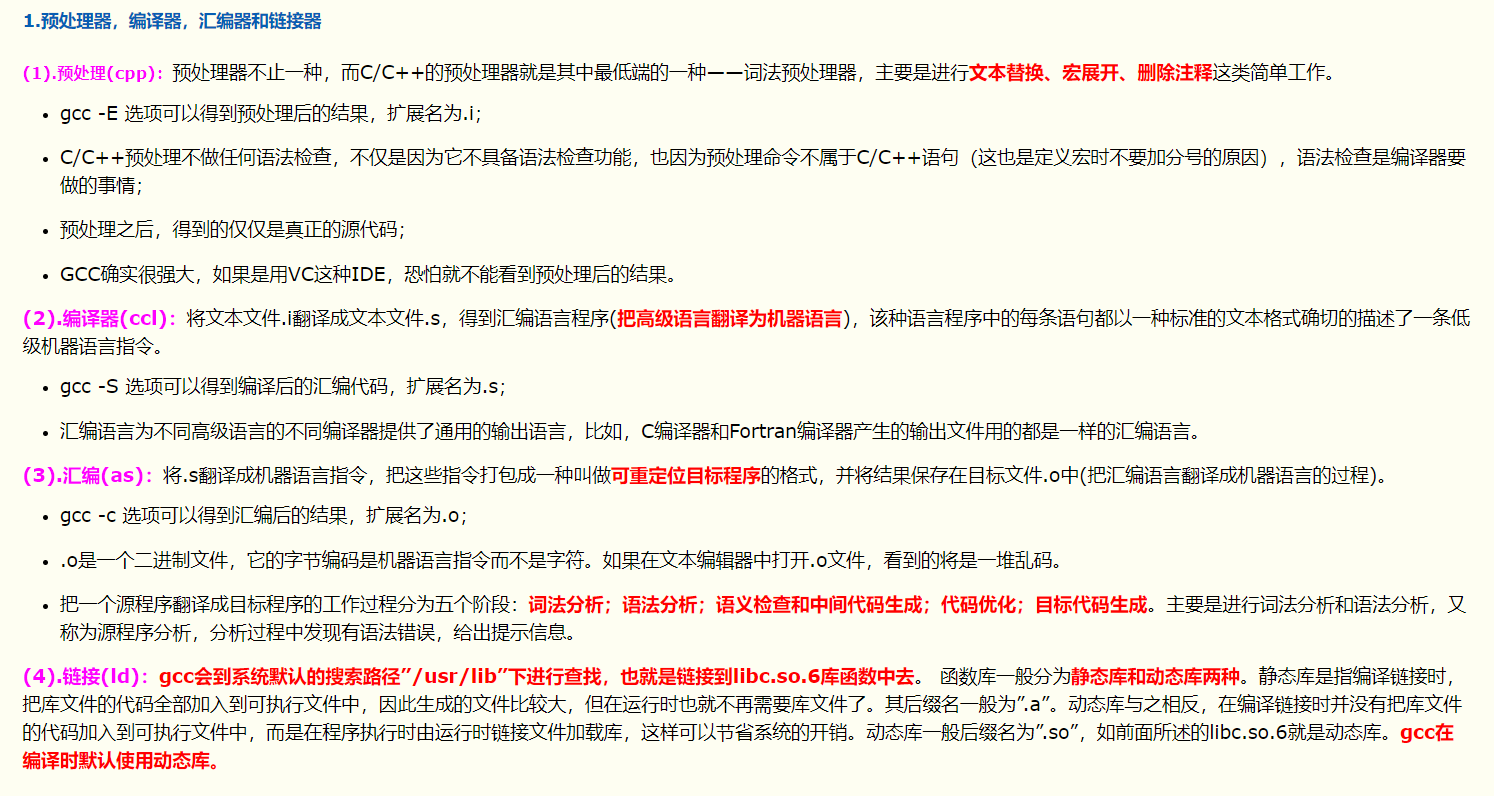 1.预处理器，编译器，汇编器和链接器
(1).预处理(cpp)：预处理器不止一种，而C/C++的预处理器就是其中最低端的一种——词法预处理器，主要是进行文本替换、宏展开、删除注释这类简单工作。
• gcc -E 选项可以得到预处理后的结果，扩展名为.i；
• C/C++预处理不做任何语法检查，不仅是因为它不具备语法检查功能，也因为预处理命令不属于C/C++语句（这也是定义宏时不要加分号的原因），语法检查是编译器要
做的事情；
• 预处理之后，得到的仅仅是真正的源代码；
• GCC确实很强大，如果是用VC这种IDE，恐怕就不能看到预处理后的结果。
(2).编译器(ccl)：将文本文件.i翻译成文本文件.s，得到汇编语言程序(把高级语言翻译为机器语言)，该种语言程序中的每条语句都以一种标准的文本格式确切的描述了一条低
级机器语言指令。
• gcc -S 选项可以得到编译后的汇编代码，扩展名为.s；
• 汇编语言为不同高级语言的不同编译器提供了通用的输出语言，比如，C编译器和Fortran编译器产生的输出文件用的都是一样的汇编语言。
(3).汇编(as)：将.s翻译成机器语言指令，把这些指令打包成一种叫做可重定位目标程序的格式，并将结果保存在目标文件.o中(把汇编语言翻译成机器语言的过程)。
• gcc -c 选项可以得到汇编后的结果，扩展名为.o；
• .o是一个二进制文件，它的字节编码是机器语言指令而不是字符。如果在文本编辑器中打开.o文件，看到的将是一堆乱码。
• 把一个源程序翻译成目标程序的工作过程分为五个阶段：词法分析；语法分析；语义检查和中间代码生成；代码优化；目标代码生成。主要是进行词法分析和语法分析，又
称为源程序分析，分析过程中发现有语法错误，给出提示信息。
(4).链接(ld)：gcc会到系统默认的搜索路径”/usr/lib”下进行查找，也就是链接到libc.so.6库函数中去。 函数库一般分为静态库和动态库两种。静态库是指编译链接时，
把库文件的代码全部加入到可执行文件中，因此生成的文件比较大，但在运行时也就不再需要库文件了。其后缀名一般为”.a”。动态库与之相反，在编译链接时并没有把库文件
的代码加入到可执行文件中，而是在程序执行时由运行时链接文件加载库，这样可以节省系统的开销。动态库一般后缀名为”.so”，如前面所述的libc.so.6就是动态库。gcc在
编译时默认使用动态库。